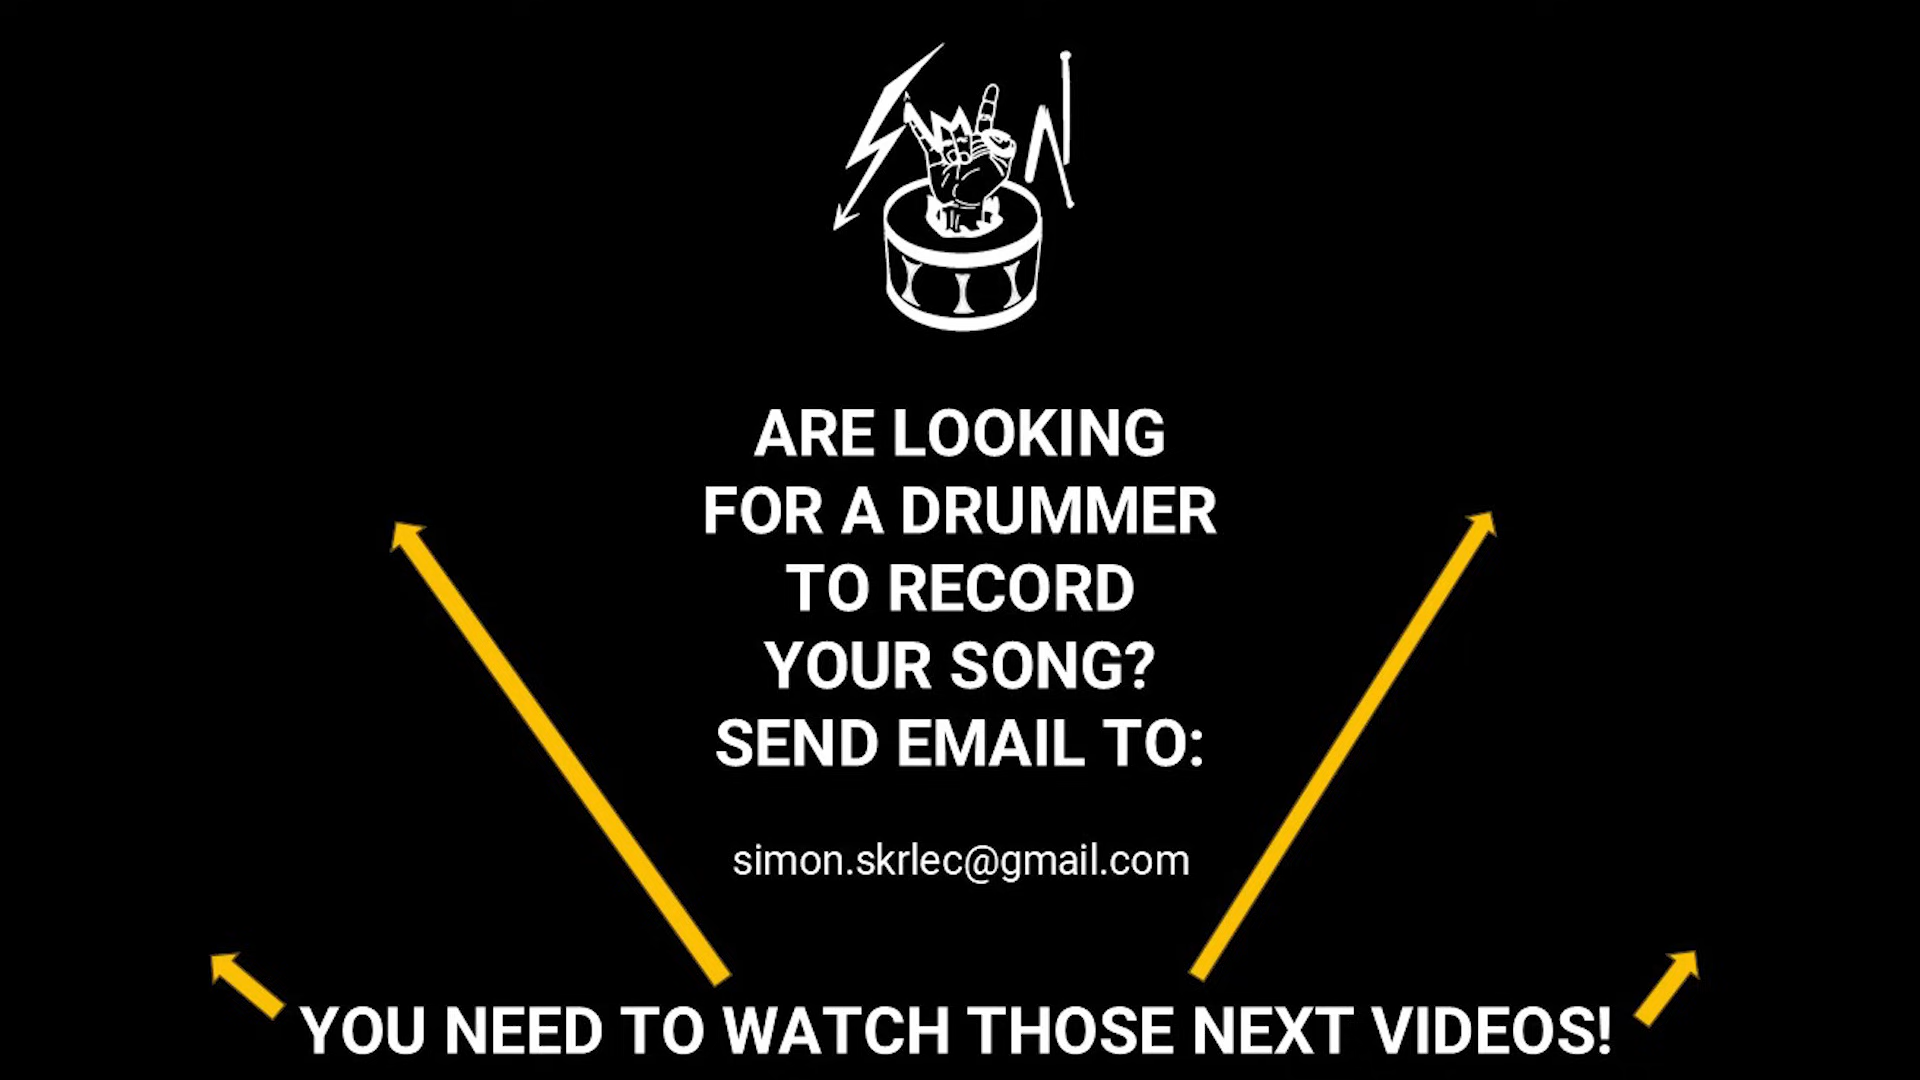 SIMON
ARE LOOKING
FOR A DRUMMER
TO RECORD
YOUR SONG?
SEND EMAIL TO:
simon.skrlec@gmail.com
YOU NEED TO WATCH THOSE NEXT VIDEOS!